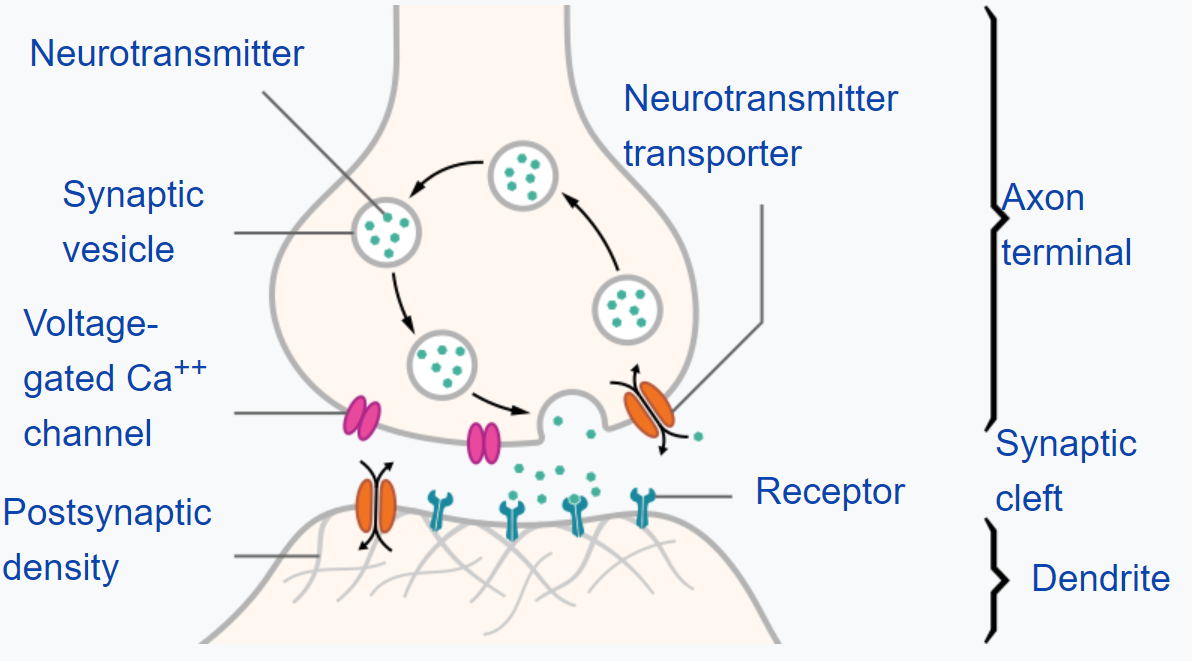 Neurotransmitter
Neurotransmitter
transporter
Synaptic
vesicle
Axon
terminal
Voltage-
gated Ca⁺⁺
channel
Synaptic
cleft
Receptor
Postsynaptic
density
Dendrite